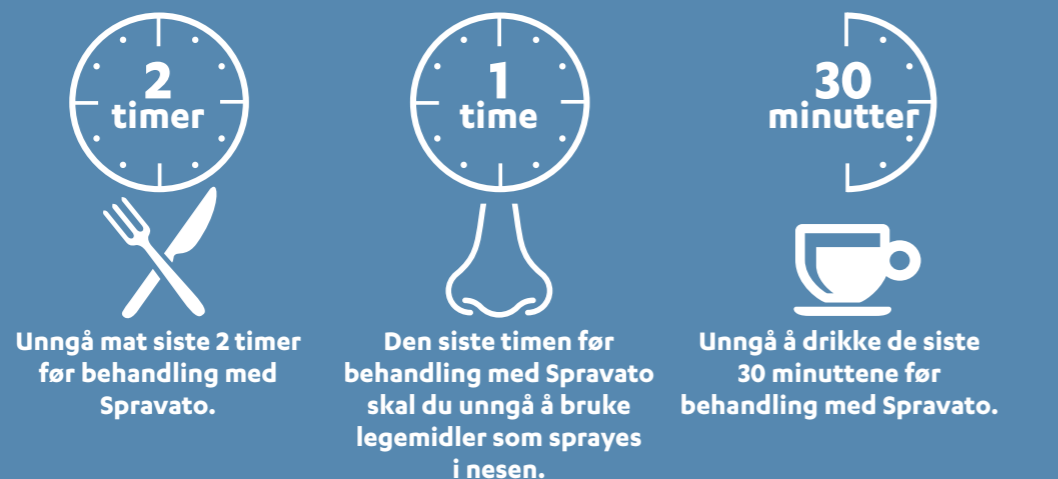 2
timer
Unngå mat siste 2 timer
før behandling med
Spravato.
1
time
Den siste timen før
behandling med Spravato
skal du unngå å bruke
legemidler som sprayes
i nesen.
30
minutter
Unngå å drikke de siste
30 minuttene før
behandling med Spravato.